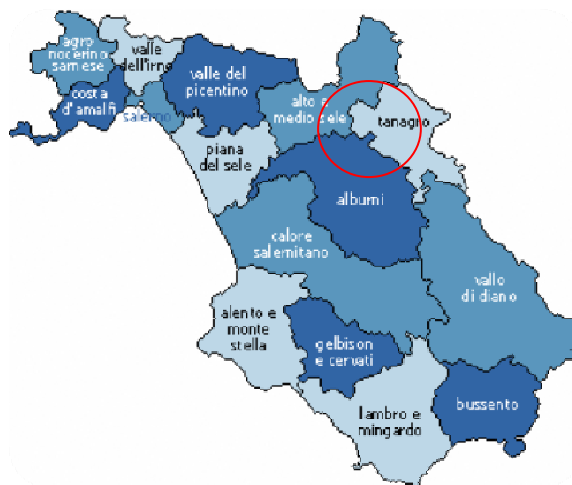 agro
nocerino
sarnese
valle
dell'irno
costa
d'amalfi
salerno
valle del
picentino
alto e
medio sele
tanagro
piana
del sele
alburni
calore
salernitano
vallo
di diano
alento e
monte
stella
gelbison
e cervati
lambro e
mingardo
bussento